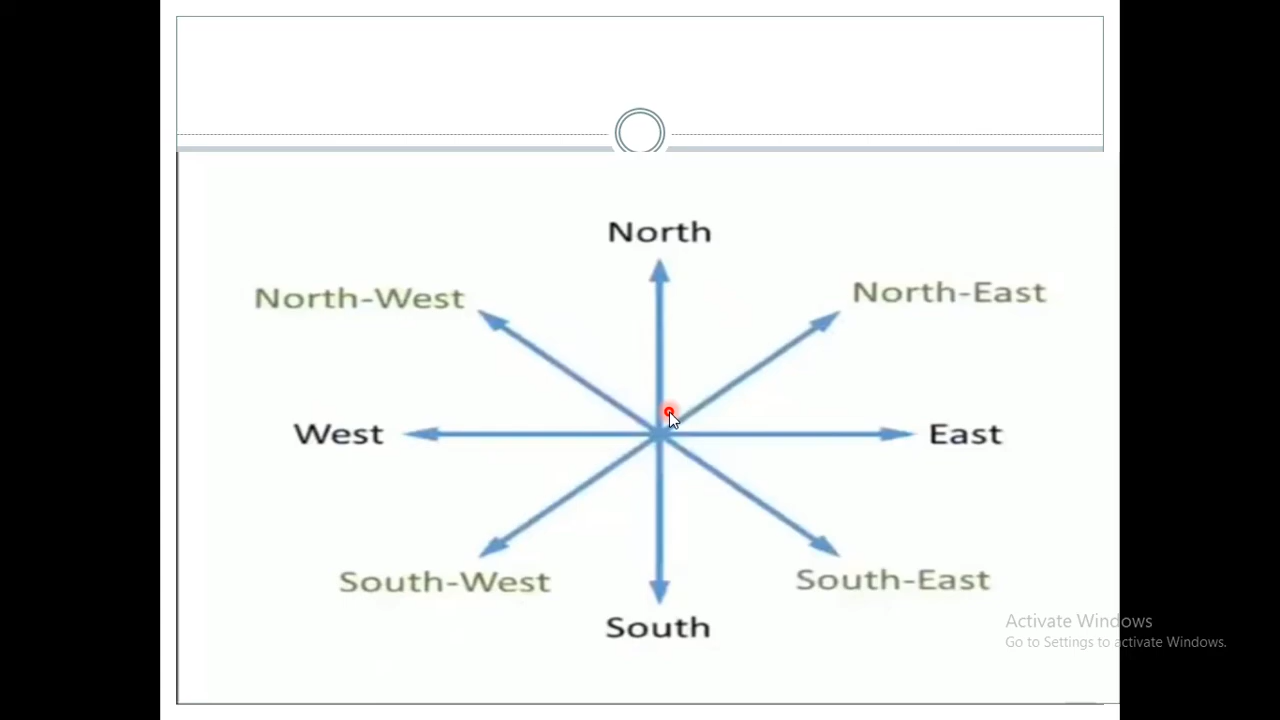 North
North-West
North-East
West
East
South-West
South-East
South
Activate Windows
Go to Settings to activate Windows.